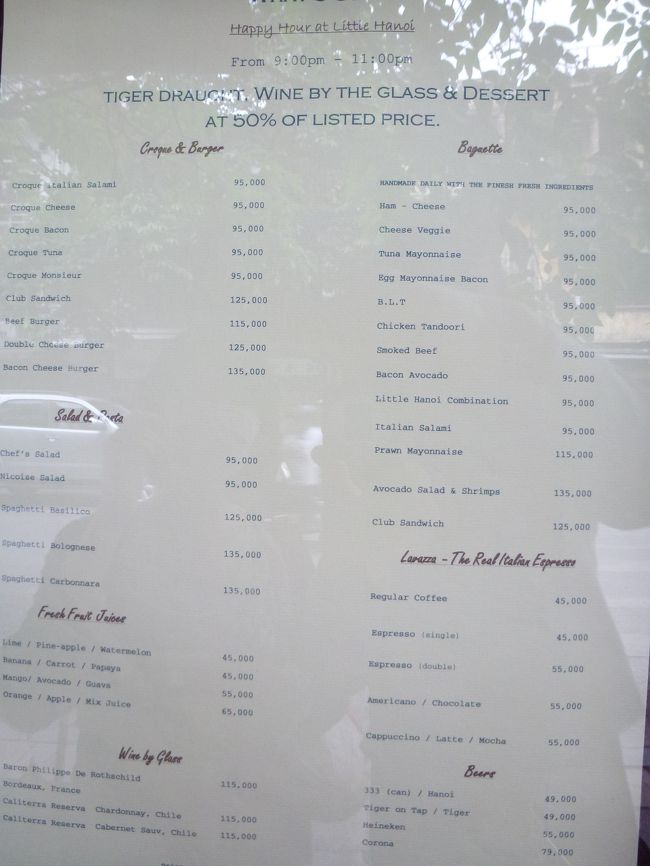 Happy Hour at Little Hanoi
From 9:00pm - 11:00pm
TIGER DRAUGHT, WINE BY THE GLASS & DESSERT
AT 50% OF LISTED PRICE.
Croque & Burger
Croque Italian Salami 95,000
Croque Cheese 95,000
Croque Bacon 95,000
Croque Tuna 95,000
Croque Monsieur 95,000
Club Sandwich 125,000
Beef Burger 115,000
Double Cheese Burger 125,000
Bacon Cheese Burger 135,000
Salad & Pasta
Chef's Salad 95,000
Nicoise Salad 95,000
Spaghetti Basilico 125,000
Spaghetti Bolognese 135,000
Spaghetti Carbonnara 135,000
Fresh Fruit Juices
Lime / Pine-apple / Watermelon 45,000
Banana / Carrot / Papaya 45,000
Mango/ Avocado / Guava 55,000
Orange / Apple / Mix Juice 65,000
Wine by Glass
Baron Philippe De Rothschild 115,000
Bordeaux, France
Caliterra Reserva Chardonnay, Chile 115,000
Caliterra Reserva Cabernet Sauv, Chile 115,000
Baguette
HANDMADE DAILY WITH THE FINESH FRESH INGREDIENTS
Ham - Cheese 95,000
Cheese Veggie 95,000
Tuna Mayonnaise 95,000
Egg Mayonnaise Bacon 95,000
B.L.T 95,000
Chicken Tandoori 95,000
Smoked Beef 95,000
Bacon Avocado 95,000
Little Hanoi Combination 95,000
Italian Salami 95,000
Prawn Mayonnaise 115,000
Avocado Salad & Shrimps 135,000
Club Sandwich 125,000
Lavazza - The Real Italian Espresso
Regular Coffee 45,000
Espresso (single) 45,000
Espresso (double) 55,000
Americano / Chocolate 55,000
Cappuccino / Latte / Mocha 55,000
Beers
333 (can) / Hanoi 49,000
Tiger on Tap / Tiger 49,000
Heineken 55,000
Corona 79,000